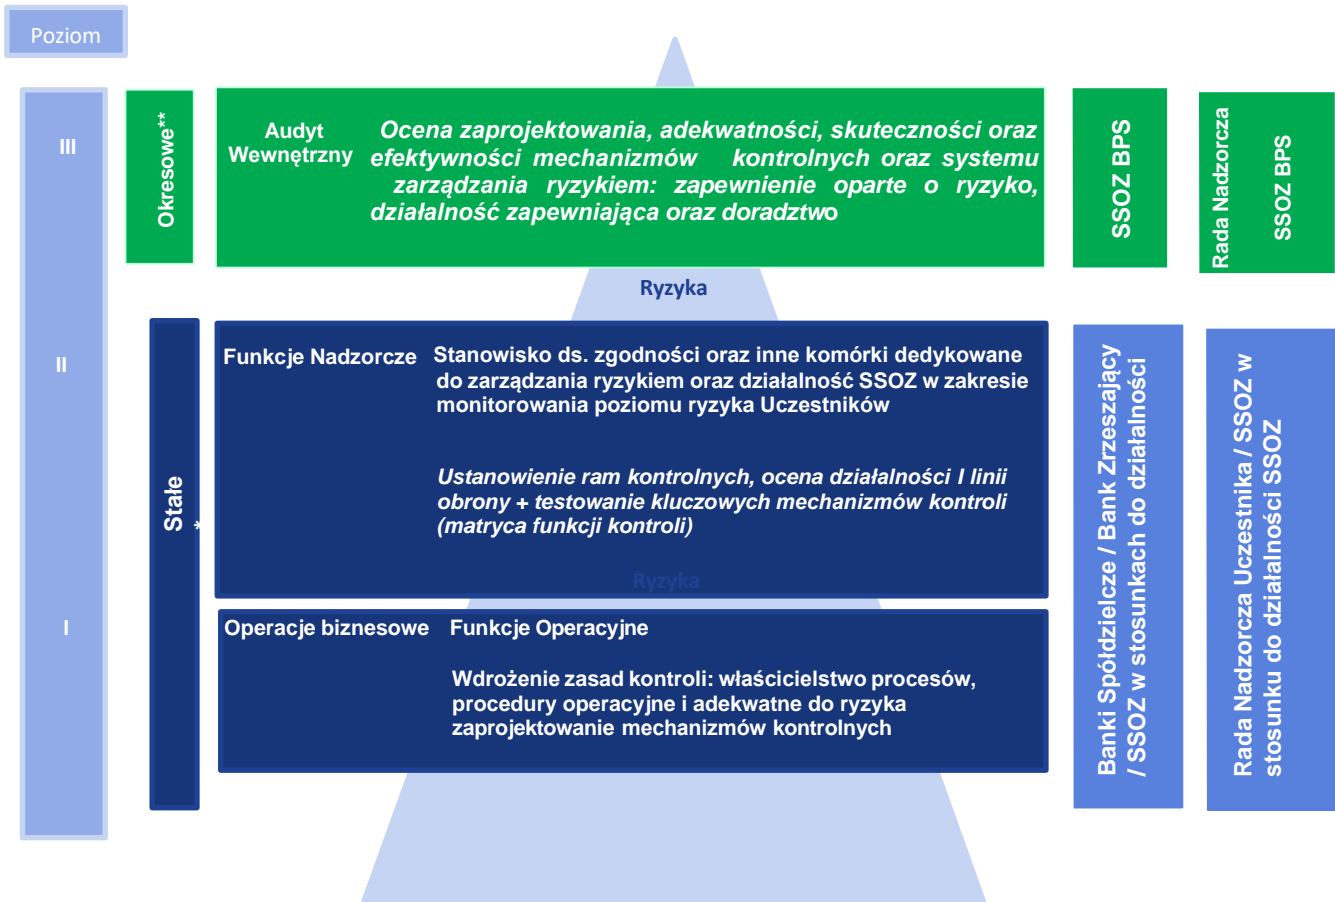 Poziom
III
Okresowe**
Audyt
Wewnętrzny
Ocena zaprojektowania, adekwatności, skuteczności oraz
efektywności mechanizmów kontrolnych oraz systemu
zarządzania ryzykiem: zapewnienie oparte o ryzyko,
działalność zapewniająca oraz doradztwo
SSOZ BPS
Rada Nadzorcza
SSOZ BPS
Ryzyka
II
Stałe
*
Funkcje Nadzorcze
Stanowisko ds. zgodności oraz inne komórki dedykowane
do zarządzania ryzykiem oraz działalność SSOZ w zakresie
monitorowania poziomu ryzyka Uczestników
Ustanowienie ram kontrolnych, ocena działalności I linii
obrony + testowanie kluczowych mechanizmów kontroli
(matryca funkcji kontroli)
Ryzyka
Banki Spółdzielcze / Bank Zrzeszający
/ SSOZ w stosunkach do działalności
Rada Nadzorcza Uczestnika / SSOZ w
stosunku do działalności SSOZ
I
Operacje biznesowe
Funkcje Operacyjne
Wdrożenie zasad kontroli: właścicielstwo procesów,
procedury operacyjne i adekwatne do ryzyka
zaprojektowanie mechanizmów kontrolnych